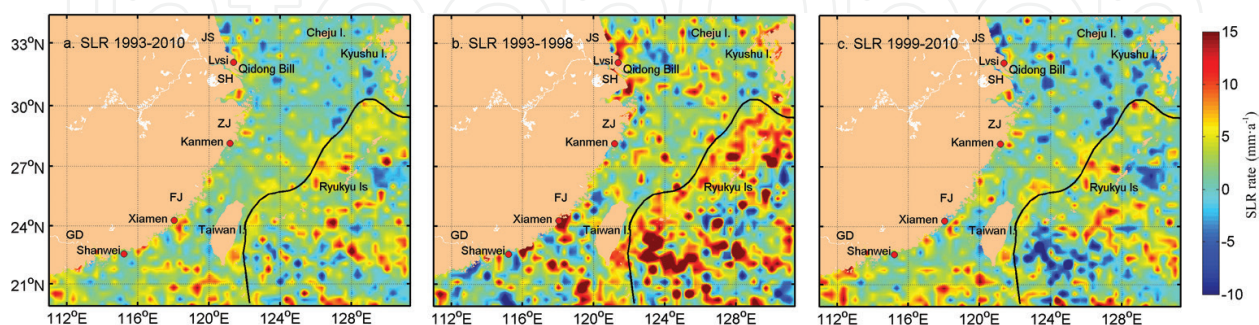 a. SLR 1993-2010
JS
Cheju I.
Kyushu I.
Lvsi
Qidong Bill
SH
ZJ
Kanmen
FJ
Ryukyu Is
Xiamen
Taiwan I.
GD
Shanwei
33°N
30°N
27°N
24°N
21°N
112°E 116°E 120°E 124°E 128°E
b. SLR 1993-1998
JS
Cheju I.
Kyushu I.
Lvsi
Qidong Bill
SH
ZJ
Kanmen
FJ
Ryukyu Is
Xiamen
Taiwan I.
GD
Shanwei
112°E 116°E 120°E 124°E 128°E
c. SLR 1999-2010
JS
Cheju I.
Kyushu I.
Lvsi
Qidong Bill
SH
ZJ
Kanmen
FJ
Ryukyu Is
Xiamen
Taiwan I.
GD
Shanwei
112°E 116°E 120°E 124°E 128°E
15
10
5
0
-5
-10
SLR rate (mm·a⁻¹)